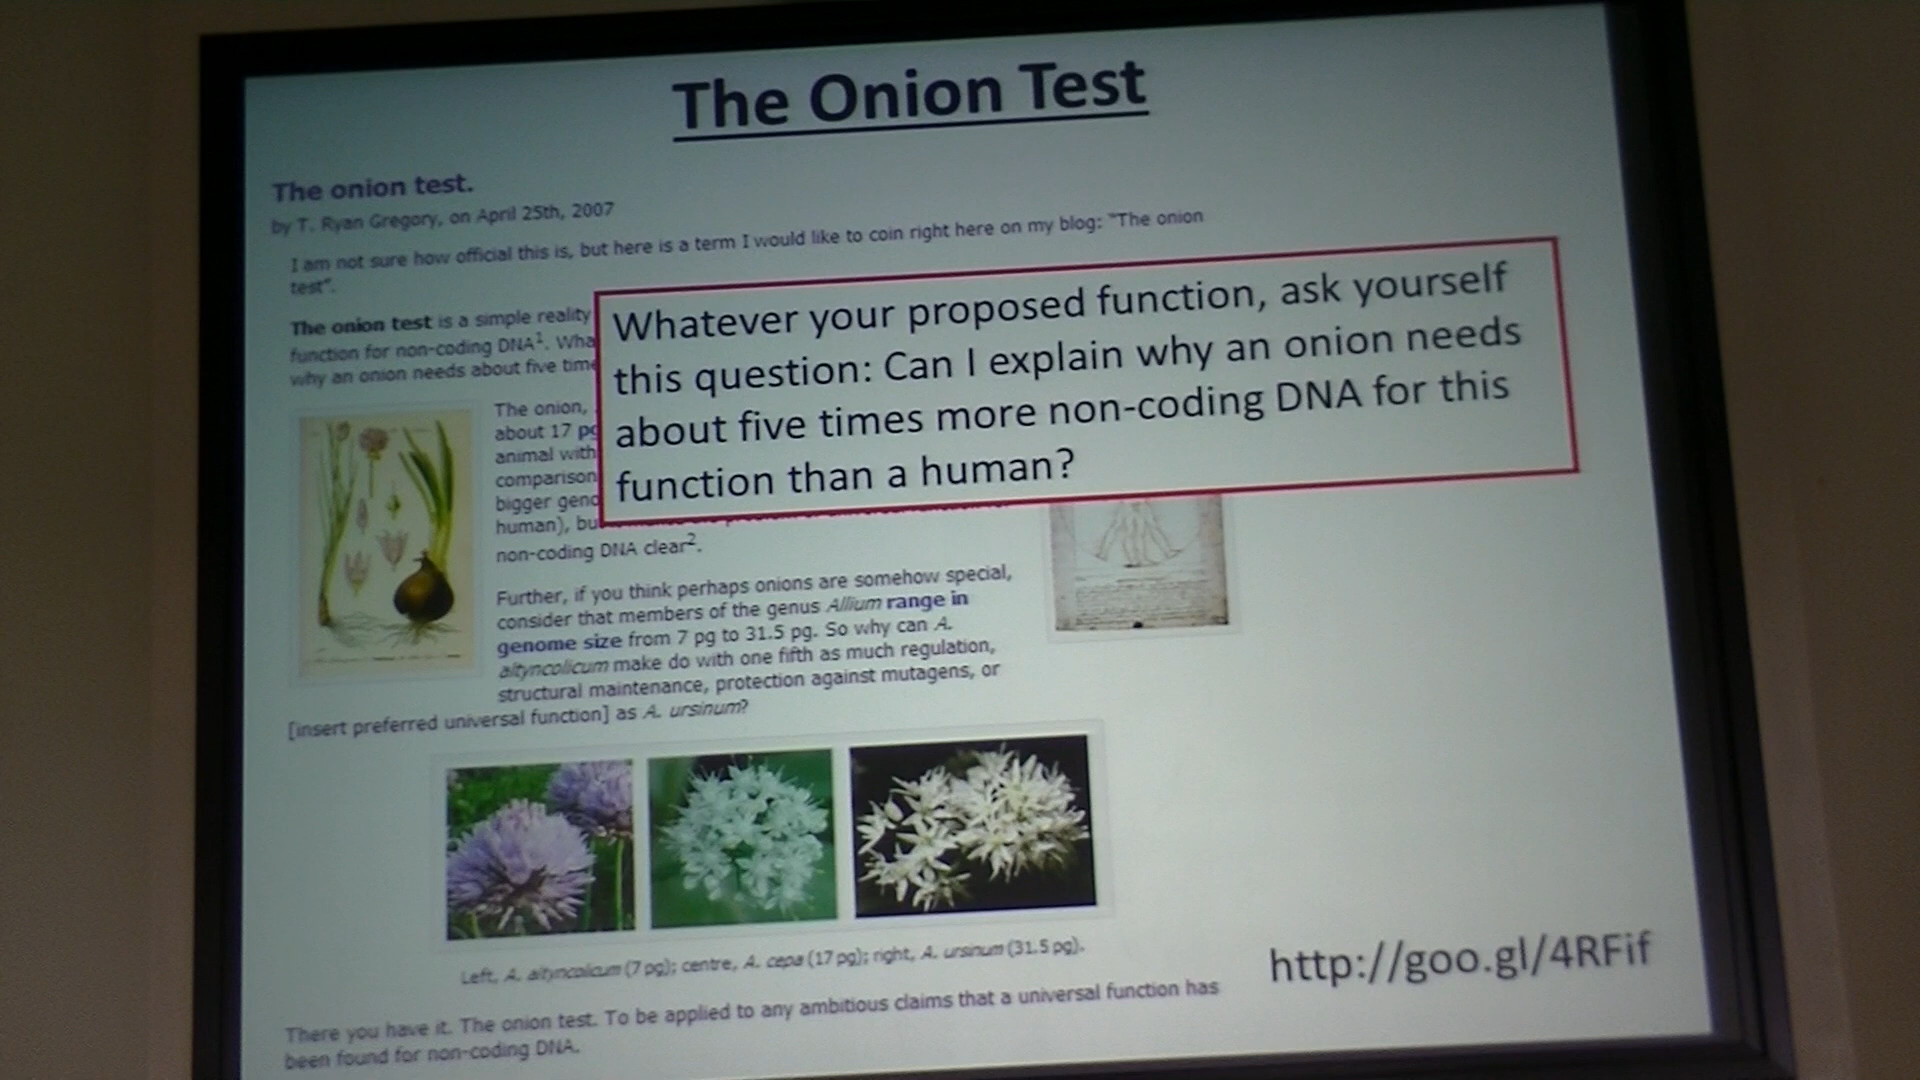 The Onion Test
The onion test.
by T. Ryan Gregory, on April 25th, 2007
I am not sure how official this is, but here is a term I would like to coin right here on my blog: "The onion
test".
The onion test is a simple reality
function for non-coding DNA1. Wha
why an onion needs about five time
Whatever your proposed function, ask yourself
this question: Can I explain why an onion needs
about five times more non-coding DNA for this
function than a human?
The onion,
about 17 pg
animal with
comparison
bigger geno
human), bu
non-coding DNA clear2.
Further, if you think perhaps onions are somehow special,
consider that members of the genus Allium range in
genome size from 7 pg to 31.5 pg. So why can A.
altyncolicum make do with one fifth as much regulation,
structural maintenance, protection against mutagens, or
[insert preferred universal function] as A. ursinum?
Left, A. altyncolicum (7 pg); centre, A. cepa (17 pg); right, A. ursinum (31.5 pg).
http://goo.gl/4RFif
There you have it. The onion test. To be applied to any ambitious claims that a universal function has
been found for non-coding DNA.